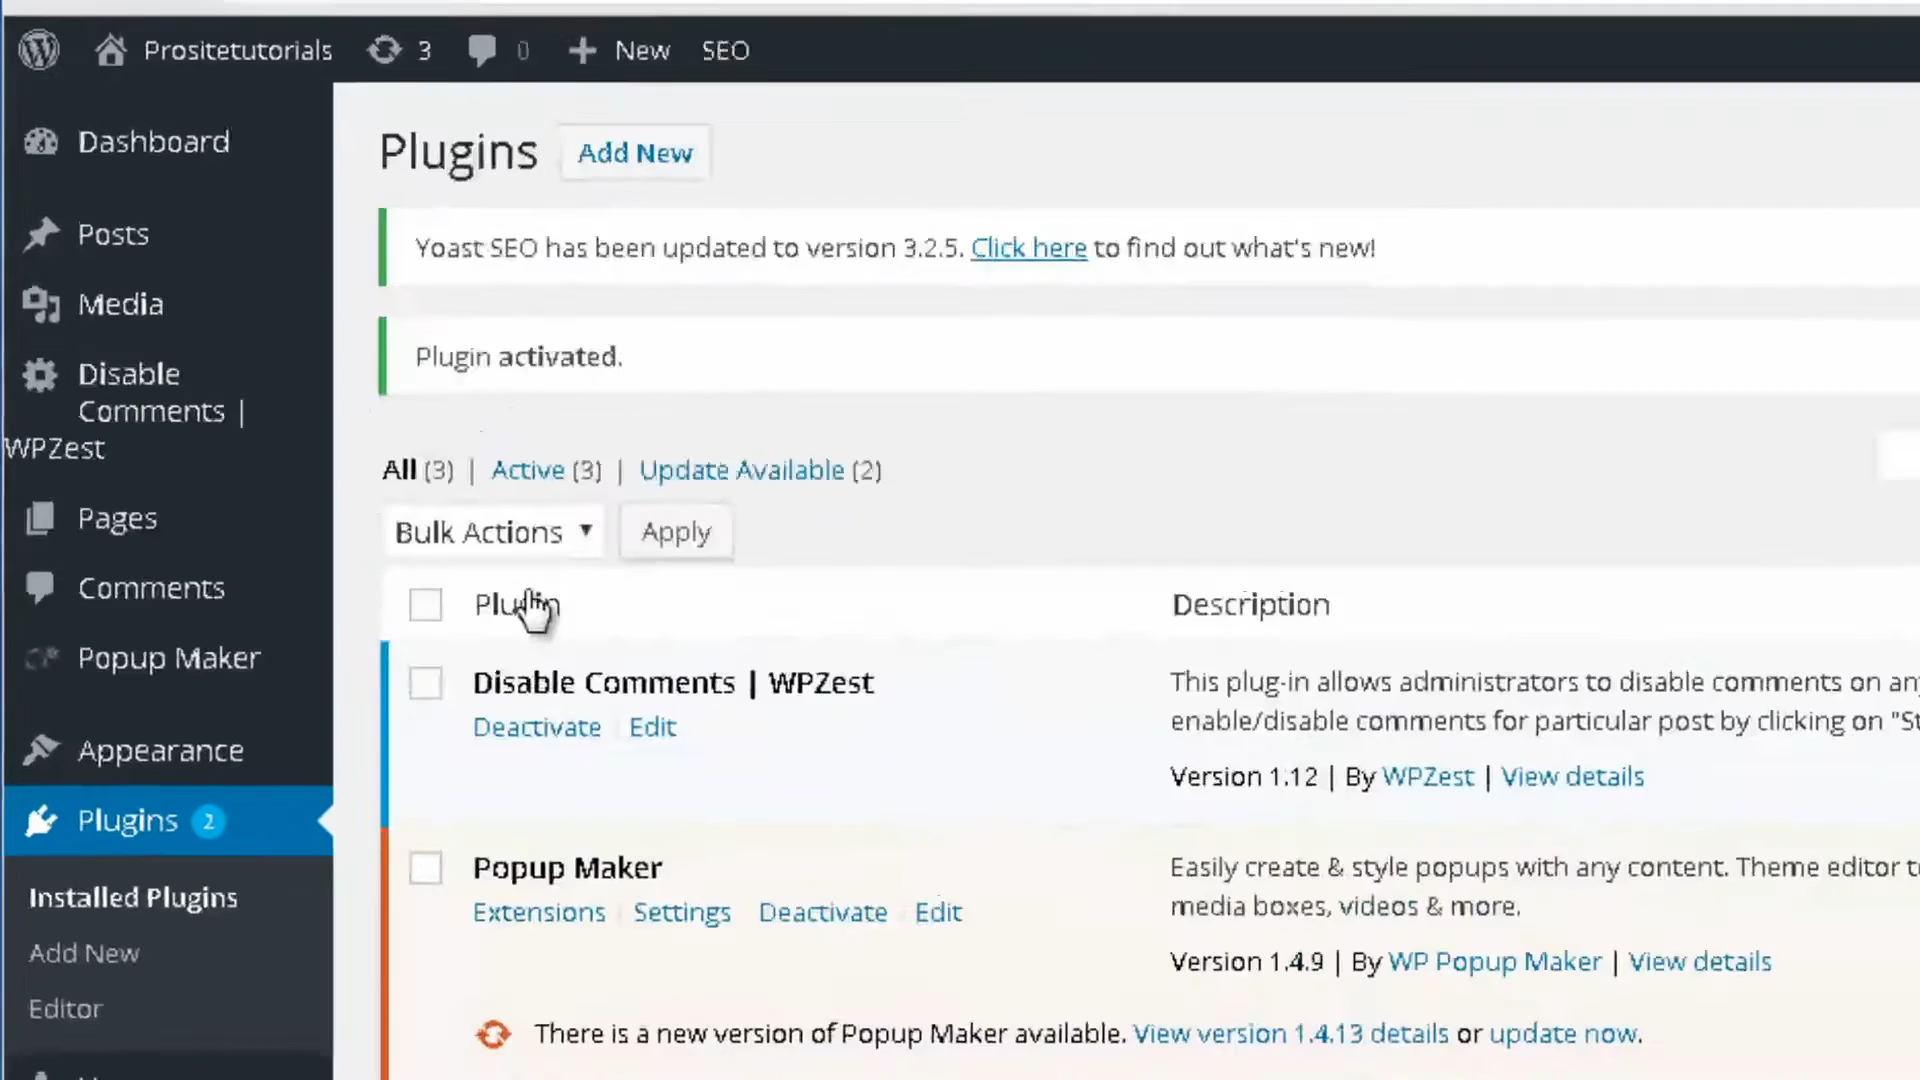 Prositetutorials 3 0 New SEO
Dashboard
Posts
Media
Disable
Comments |
WPZest
Pages
Comments
Popup Maker
Appearance
Plugins 2
Installed Plugins
Add New
Editor
Plugins Add New
Yoast SEO has been updated to version 3.2.5. Click here to find out what's new!
Plugin activated.
All (3) | Active (3) | Update Available (2)
Bulk Actions Apply
Plugin Description
Disable Comments | WPZest
Deactivate Edit
This plug-in allows administrators to disable comments on
enable/disable comments for particular post by clicking on
Version 1.12 | By WPZest | View details
Popup Maker
Extensions Settings Deactivate Edit
Easily create & style popups with any content. Theme editor
media boxes, videos & more.
Version 1.4.9 | By WP Popup Maker | View details
There is a new version of Popup Maker available. View version 1.4.13 details or update now.